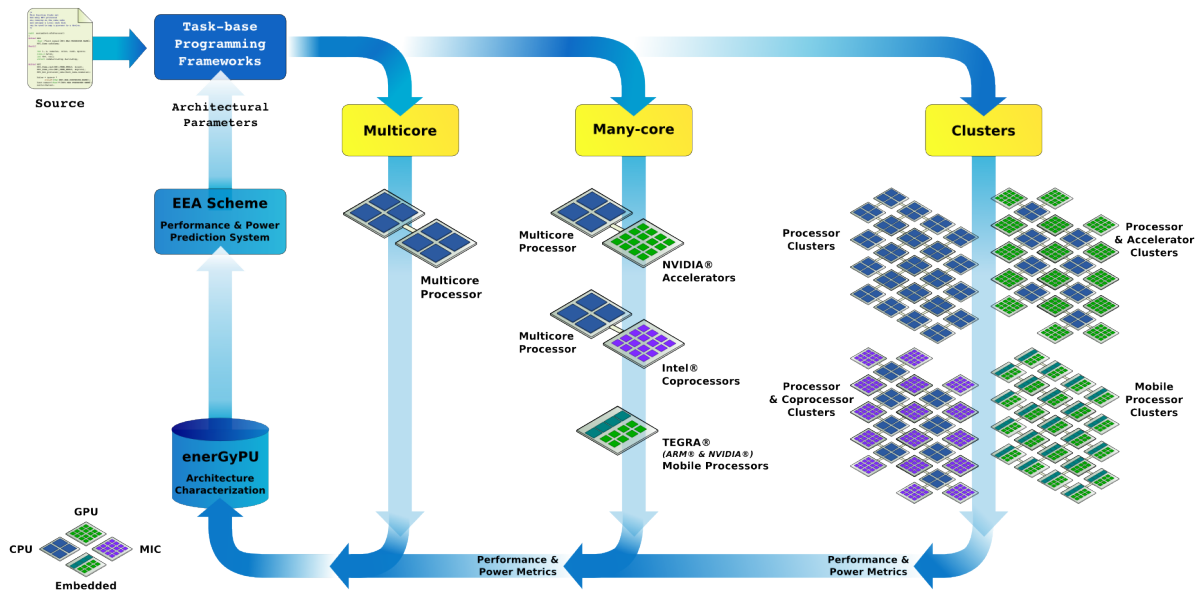 Source
Task-base
Programming
Frameworks
Architectural
Parameters
Multicore
Many-core
Clusters
EEA Scheme
Performance & Power
Prediction System
Multicore
Processor
Multicore
Processor
NVIDIA®
Accelerators
Multicore
Processor
Intel®
Coprocessors
TEGRA®
(ARM® & NVIDIA®)
Mobile Processors
Processor
Clusters
Processor
& Accelerator
Clusters
Processor
& Coprocessor
Clusters
Mobile
Processor
Clusters
enerGyPU
Architecture
Characterization
GPU
CPU
MIC
Embedded
Performance &
Power Metrics
Performance &
Power Metrics